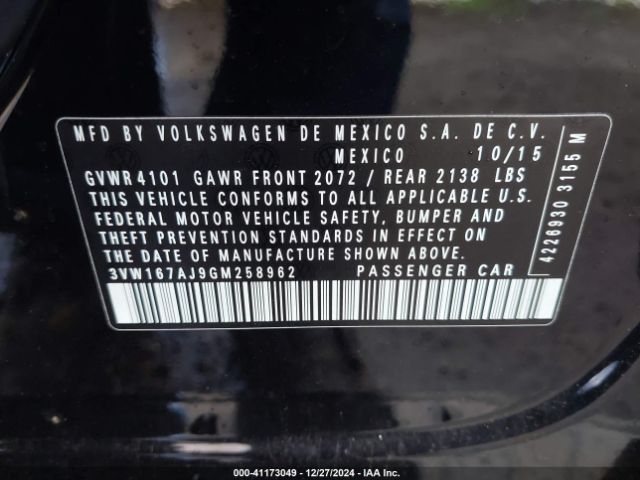 MFD BY VOLKSWAGEN DE MEXICO S.A. DE C.V.
MEXICO 10/15
GVWR 4101 GAWR FRONT 2072 / REAR 2138 LBS
THIS VEHICLE CONFORMS TO ALL APPLICABLE U.S.
FEDERAL MOTOR VEHICLE SAFETY, BUMPER AND
THEFT PREVENTION STANDARDS IN EFFECT ON
THE DATE OF MANUFACTURE SHOWN ABOVE.
3VW167AJ9GM258962 PASSENGER CAR
4226930 3155 M
000-41173049 - 12/27/2024 - IAA Inc.